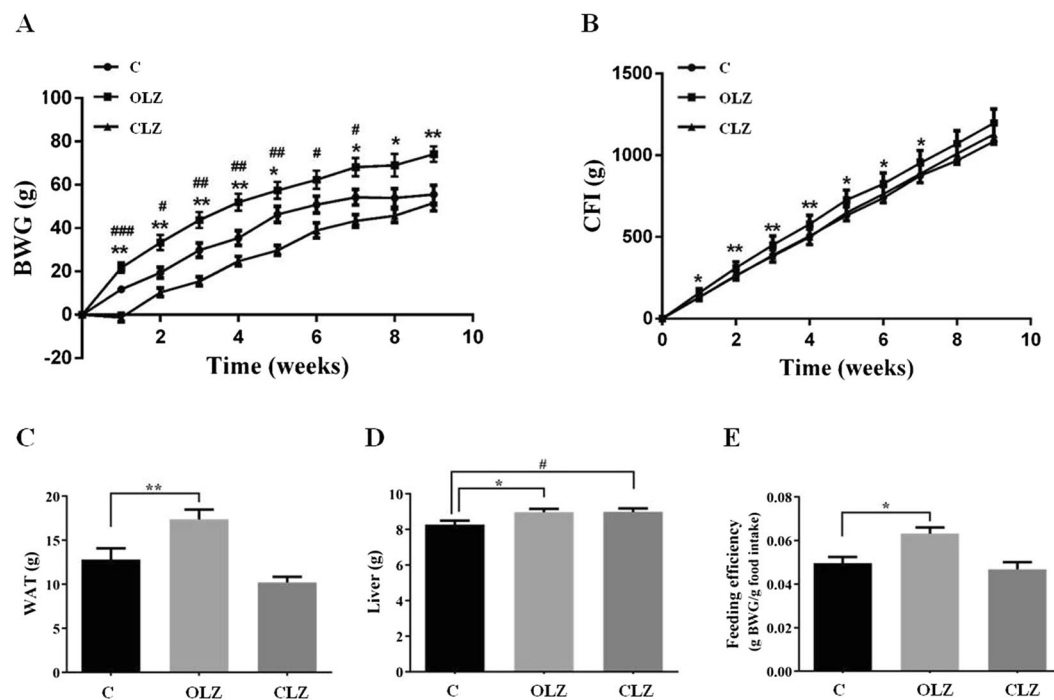 A
C
OLZ
CLZ
BWG (g)
100
80
60
40
20
0
-20
###
**
#
**
##
**
##
**
##
*
#
#
*
*
**
2
4
6
8
10
Time (weeks)
B
C
OLZ
CLZ
CFI (g)
1500
1000
500
0
*
**
**
**
*
*
*
0
2
4
6
8
10
Time (weeks)
C
WAT (g)
20
15
10
5
0
**
C
OLZ
CLZ
D
Liver (g)
10
8
6
4
2
0
#
*
C
OLZ
CLZ
E
Feeding efficiency
(g BWG/g food intake)
0.08
0.06
0.04
0.02
0.00
*
C
OLZ
CLZ